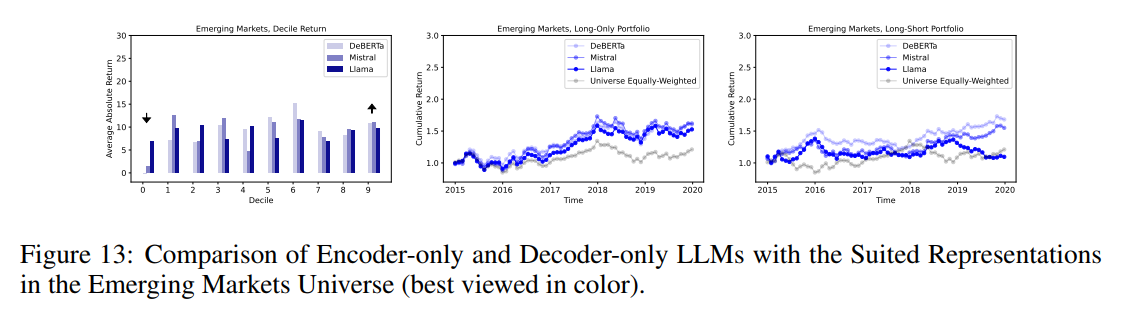 Emerging Markets, Decile Return
30
25
20
15
10
5
0
Average Absolute Return
DeBERTa
Mistral
Llama
0 1 2 3 4 5 6 7 8 9
Decile
Emerging Markets, Long-Only Portfolio
3.0
2.5
2.0
1.5
1.0
Cumulative Return
DeBERTa
Mistral
Llama
Universe Equally-Weighted
2015 2016 2017 2018 2019 2020
Time
Emerging Markets, Long-Short Portfolio
3.0
2.5
2.0
1.5
1.0
Cumulative Return
DeBERTa
Mistral
Llama
Universe Equally-Weighted
2015 2016 2017 2018 2019 2020
Time
Figure 13: Comparison of Encoder-only and Decoder-only LLMs with the Suited Representations
in the Emerging Markets Universe (best viewed in color).